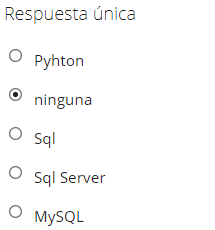 Respuesta única
Pyhton
ninguna
Sql
Sql Server
MySQL